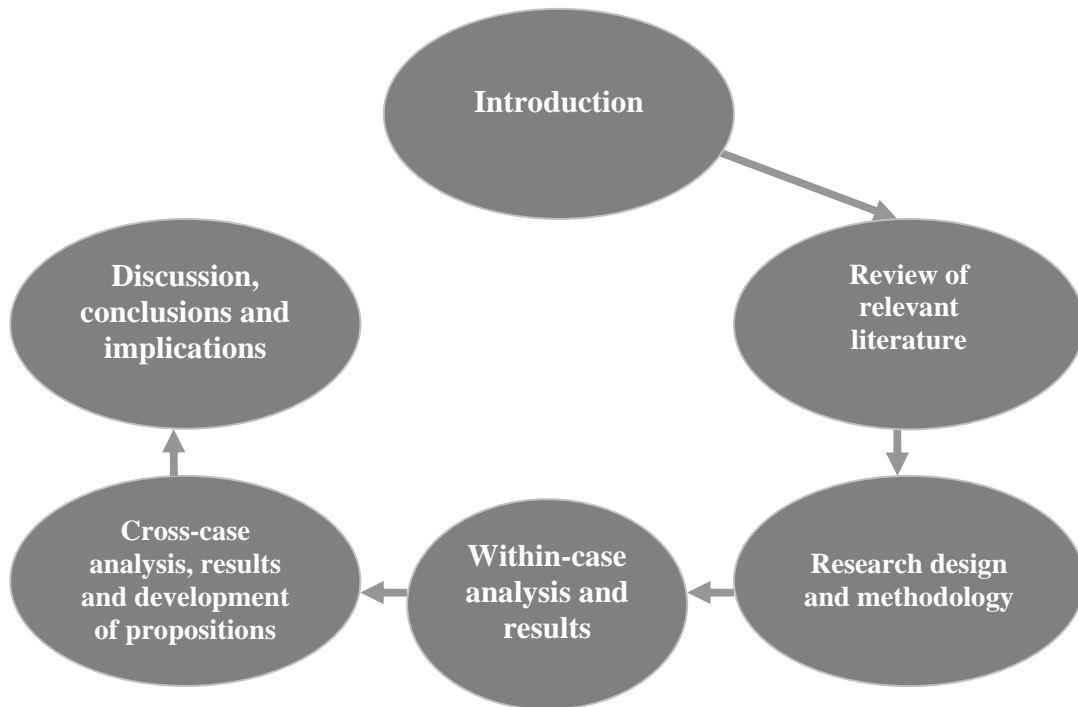 Introduction
Review of
relevant
literature
Research design
and methodology
Within-case
analysis and
results
Cross-case
analysis, results
and development
of propositions
Discussion,
conclusions and
implications